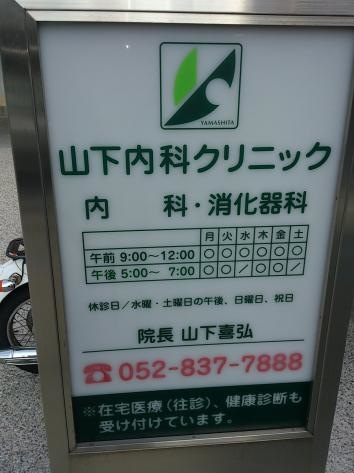 YAMASHITA
山下内科クリニック
内　科・消化器科
月 火 水 木 金 土
午前 9:00〜12:00 ○ ○ ○ ○ ○ ○
午後 5:00〜 7:00 ○ ○ ／ ○ ○ ／
休診日／水曜・土曜日の午後、日曜日、祝日
院長 山下喜弘
☎052-837-7888
※在宅医療(往診)、健康診断も
受け付けています。